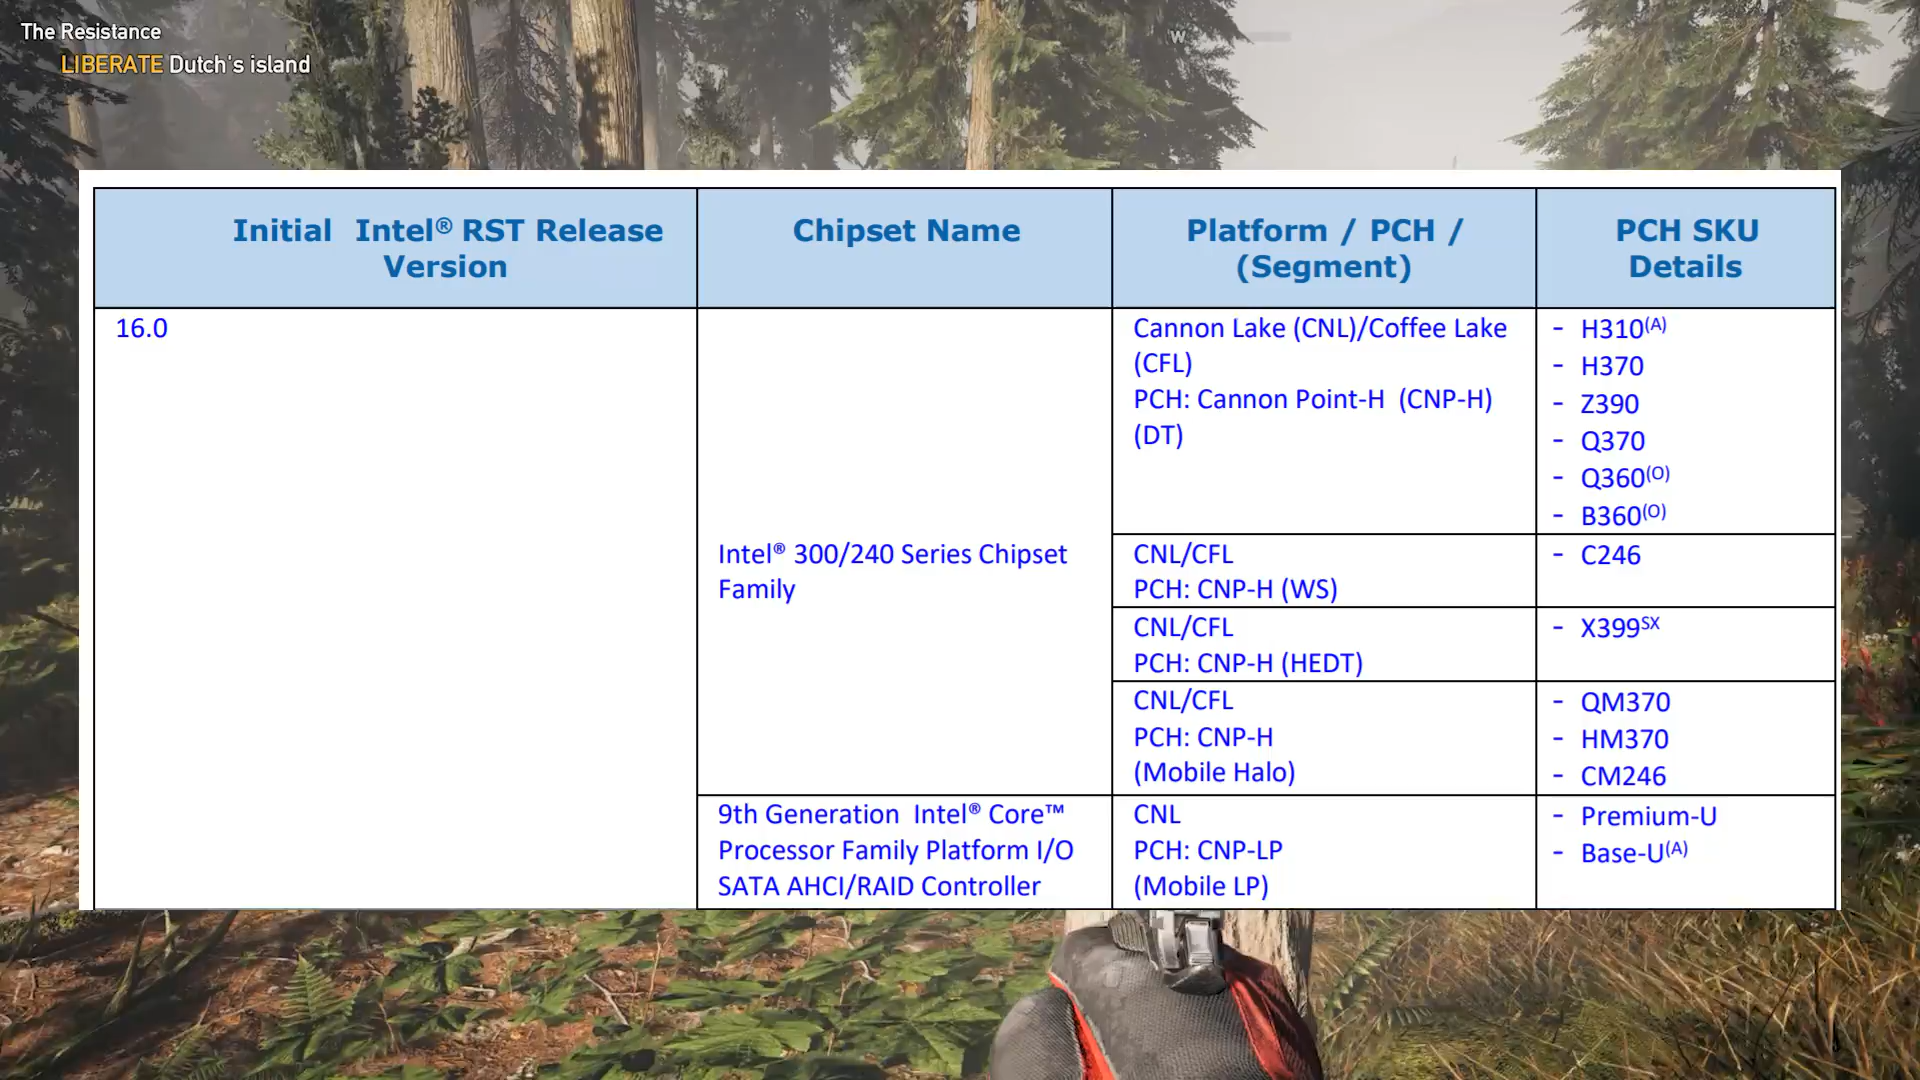 The Resistance
LIBERATE Dutch's island
W
Initial Intel® RST Release
Version
Chipset Name
Platform / PCH /
(Segment)
PCH SKU
Details
16.0
Intel® 300/240 Series Chipset
Family
Cannon Lake (CNL)/Coffee Lake
(CFL)
PCH: Cannon Point-H (CNP-H)
(DT)
- H310(A)
- H370
- Z390
- Q370
- Q360(O)
- B360(O)
CNL/CFL
PCH: CNP-H (WS)
- C246
CNL/CFL
PCH: CNP-H (HEDT)
- X399SX
CNL/CFL
PCH: CNP-H
(Mobile Halo)
- QM370
- HM370
- CM246
9th Generation Intel® Core™
Processor Family Platform I/O
SATA AHCI/RAID Controller
CNL
PCH: CNP-LP
(Mobile LP)
- Premium-U
- Base-U(A)